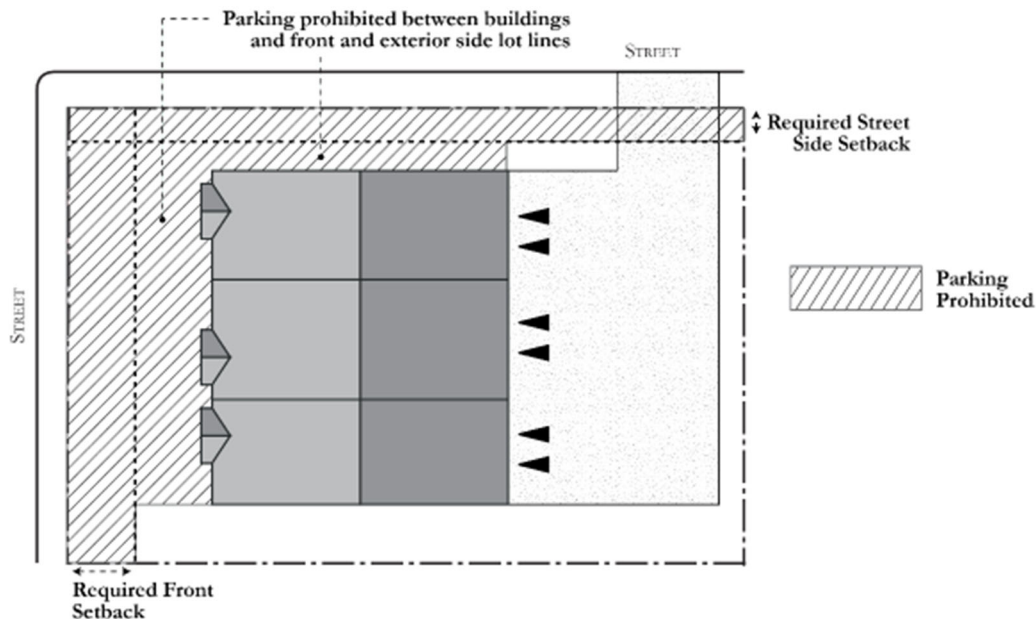 Parking prohibited between buildings
and front and exterior side lot lines
STREET
Required Street
Side Setback
STREET
Parking
Prohibited
Required Front
Setback